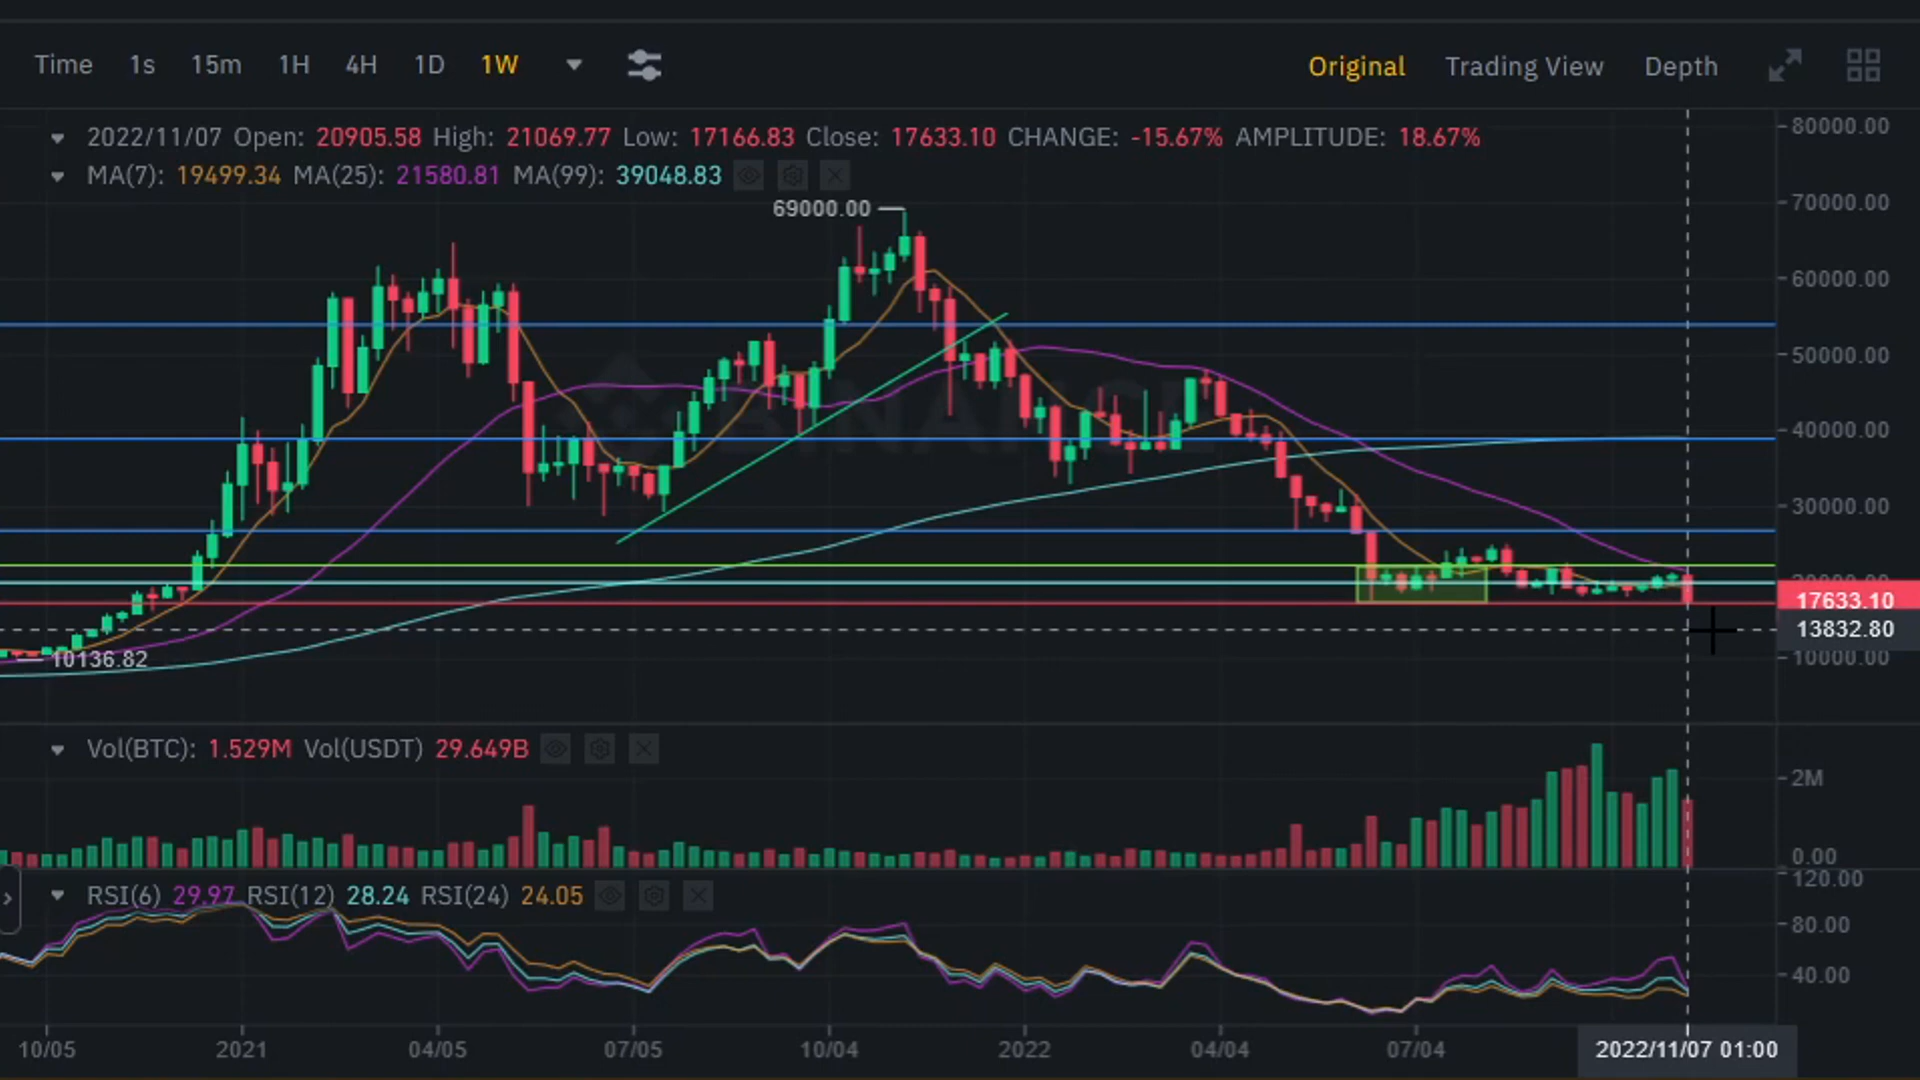 Time 1s 15m 1H 4H 1D 1W Original Trading View Depth
2022/11/07 Open: 20905.58 High: 21069.77 Low: 17166.83 Close: 17633.10 CHANGE: -15.67% AMPLITUDE: 18.67%
MA(7): 19499.34 MA(25): 21580.81 MA(99): 39048.83
69000.00
80000.00
70000.00
60000.00
50000.00
BINANCE
40000.00
30000.00
20000.00
17633.10
13832.80
10000.00
10136.82
Vol(BTC): 1.529M Vol(USDT) 29.649B
2M
0.00
RSI(6) 29.97 RSI(12) 28.24 RSI(24) 24.05
120.00
80.00
40.00
10/05 2021 04/05 07/05 10/04 2022 04/04 07/04 2022/11/07 01:00